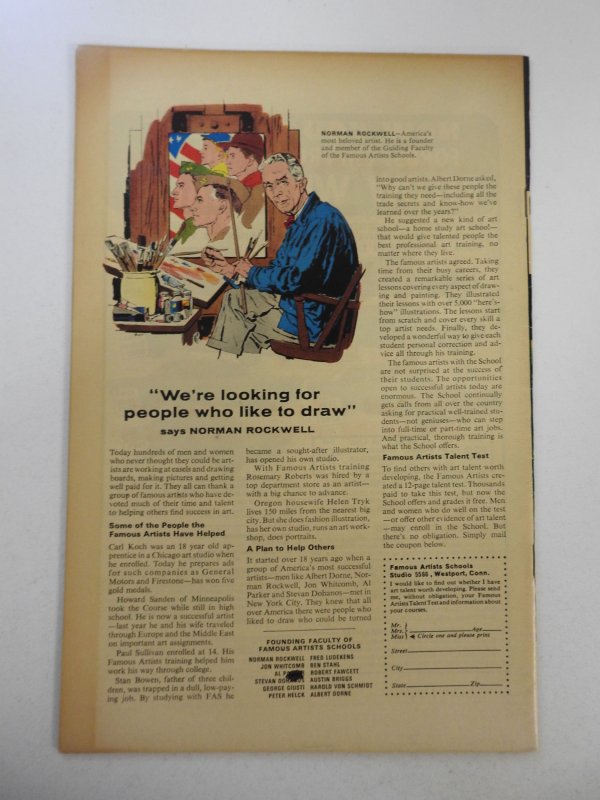 NORMAN ROCKWELL—America's
most beloved artist. He is a founder
and member of the Guiding Faculty
of the Famous Artists Schools.
"We're looking for
people who like to draw"
says NORMAN ROCKWELL
Today hundreds of men and women
who never thought they could be art-
ists are working at easels and drawing
boards, making pictures and getting
well paid for it. They all can thank a
group of famous artists who have de-
voted much of their time and talent
to helping others find success in art.
Some of the People the
Famous Artists Have Helped
Carl Koch was an 18 year old ap-
prentice in a Chicago art studio when
he enrolled. Today he prepares ads
for such companies as General
Motors and Firestone—has won five
gold medals.
Howard Sanden of Minneapolis
took the Course while still in high
school. He is now a successful artist
—last year he and his wife traveled
through Europe and the Middle East
on important art assignments.
Paul Sullivan enrolled at 14. His
Famous Artists training helped him
work his way through college.
Stan Bowen, father of three chil-
dren, was trapped in a dull, low-pay-
ing job. By studying with FAS he
became a sought-after illustrator,
has opened his own studio.
With Famous Artists training
Rosemary Roberts was hired by a
top department store as an artist—
with a big chance to advance.
Oregon housewife Helen Tryk
lives 150 miles from the nearest big
city. But she does fashion illustration,
has her own studio, runs an art work-
shop, does portraits.
A Plan to Help Others
It started over 18 years ago when a
group of America's most successful
artists—men like Albert Dorne, Nor-
man Rockwell, Jon Whitcomb, Al
Parker and Stevan Dohanos—met in
New York City. They knew that all
over America there were people who
liked to draw who could be turned
FOUNDING FACULTY OF
FAMOUS ARTISTS SCHOOLS
NORMAN ROCKWELL FRED LUDEKENS
JON WHITCOMB BEN STAHL
AL ROBERT FAWCETT
STEVAN AUSTIN BRIGGS
GEORGE GIUSTI HAROLD VON SCHMIDT
PETER HELCK ALBERT DORNE
into good artists. Albert Dorne asked,
"Why can't we give these people the
training they need—including all the
trade secrets and know-how we've
learned over the years?"
He suggested a new kind of art
school—a home study art school—
that would give talented people the
best professional art training, no
matter where they live.
The famous artists agreed. Taking
time from their busy careers, they
created a remarkable series of art
lessons covering every aspect of draw-
ing and painting. They illustrated
their lessons with over 5,000 "here's-
how" illustrations. The lessons start
from scratch and cover every skill a
top artist needs. Finally, they de-
veloped a wonderful way to give each
student personal correction and ad-
vice all through his training.
The famous artists with the School
are not surprised at the success of
their students. The opportunities
open to successful artists today are
enormous. The School continually
gets calls from all over the country
asking for practical well-trained stu-
dents—not geniuses—who can step
into full-time or part-time art jobs.
And practical, thorough training is
what the School offers.
Famous Artists Talent Test
To find others with art talent worth
developing, the Famous Artists cre-
ated a 12-page talent test. Thousands
paid to take this test, but now the
School offers and grades it free. Men
and women who do well on the test
—or offer other evidence of art talent
—may enroll in the School. But
there's no obligation. Simply mail
the coupon below.
Famous Artists Schools
Studio 5560, Westport, Conn.
I would like to find out whether I have
art talent worth developing. Please send
me, without obligation, your Famous
Artists Talent Test and information about
your courses.
Mr.
Mrs. Age
Miss Circle one and please print
Street
City
State Zip